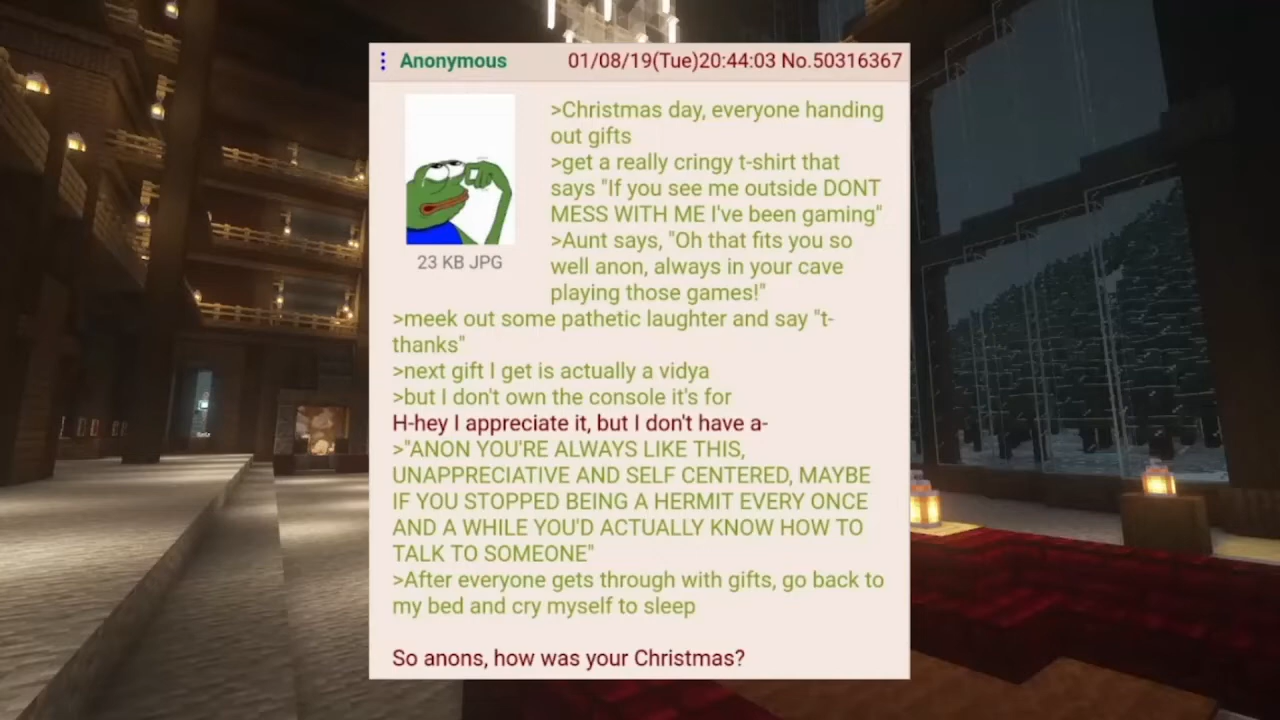 Anonymous 01/08/19(Tue)20:44:03 No.50316367
>Christmas day, everyone handing
out gifts
>get a really cringy t-shirt that
says "If you see me outside DONT
MESS WITH ME I've been gaming"
>Aunt says, "Oh that fits you so
well anon, always in your cave
playing those games!"
23 KB JPG
>meek out some pathetic laughter and say "t-
thanks"
>next gift I get is actually a vidya
>but I don't own the console it's for
H-hey I appreciate it, but I don't have a-
>"ANON YOU'RE ALWAYS LIKE THIS,
UNAPPRECIATIVE AND SELF CENTERED, MAYBE
IF YOU STOPPED BEING A HERMIT EVERY ONCE
AND A WHILE YOU'D ACTUALLY KNOW HOW TO
TALK TO SOMEONE"
>After everyone gets through with gifts, go back to
my bed and cry myself to sleep
So anons, how was your Christmas?